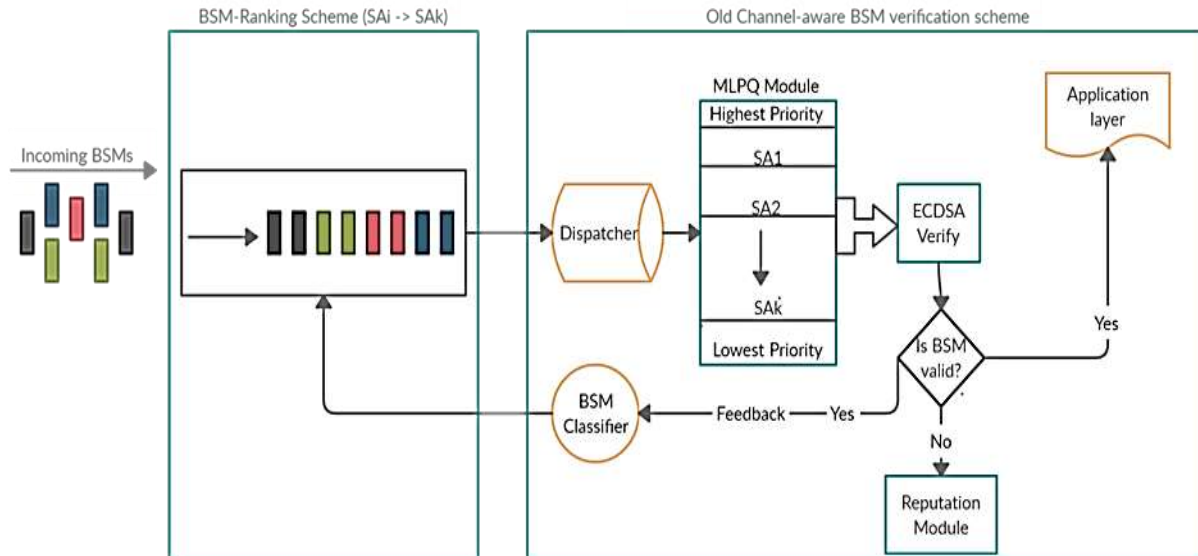 BSM-Ranking Scheme (SAi -> SAk)
Old Channel-aware BSM verification scheme
Incoming BSMs
MLPQ Module
Highest Priority
SA1
SA2
SAk
Lowest Priority
Dispatcher
ECDSA
Verify
Application
layer
Is BSM
valid?
Yes
Yes
Feedback
BSM
Classifier
No
Reputation
Module